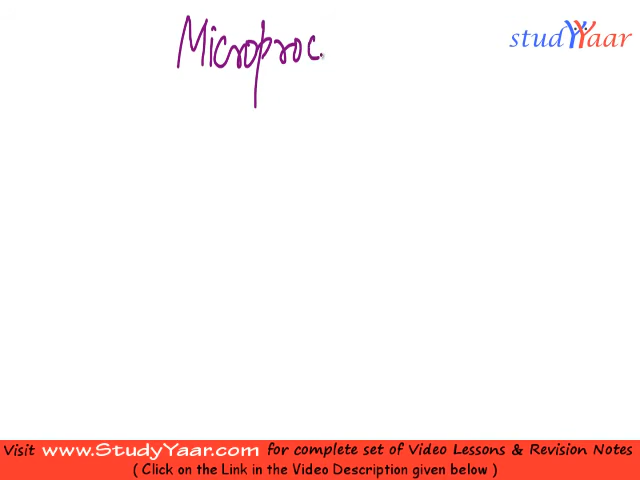 Microproc.
studYYaar
Visit www.StudyYaar.com for complete set of Video Lessons & Revision Notes
( Click on the Link in the Video Description given below )